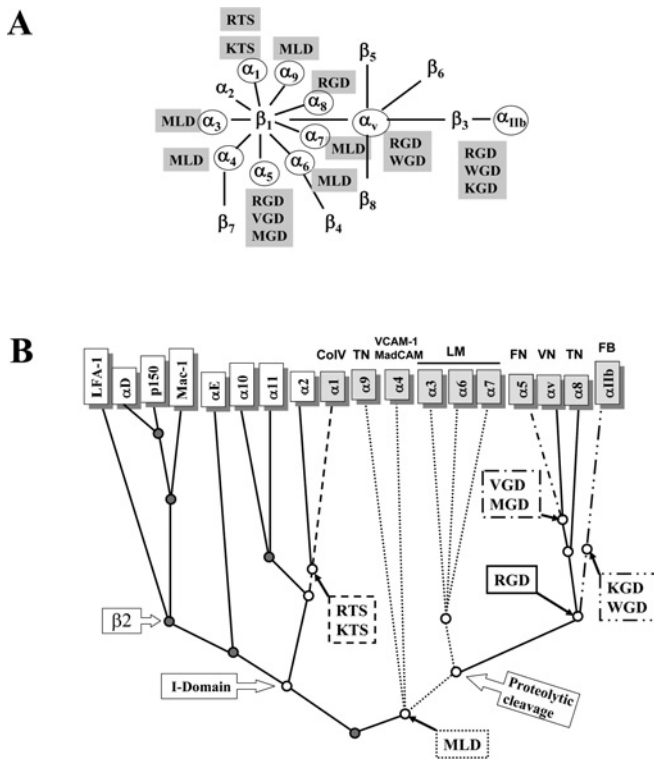 A
RTS
KTS
MLD
β5
β6
α1
α9
RGD
α2
α8
MLD
α3
β1
αv
β3
αIIb
α7
MLD
RGD
WGD
RGD
WGD
KGD
MLD
α4
α5
α6
MLD
RGD
VGD
MGD
β7
β4
β8
B
VCAM-1
ColV TN MadCAM LM FN VN TN FB
LFA-1 αD p150 Mac-1 αE α10 α11 α2 α1 α9 α4 α3 α6 α7 α5 αv α8 αIIb
VGD
MGD
RGD
KGD
WGD
RTS
KTS
β2
I-Domain
Proteolytic
cleavage
MLD